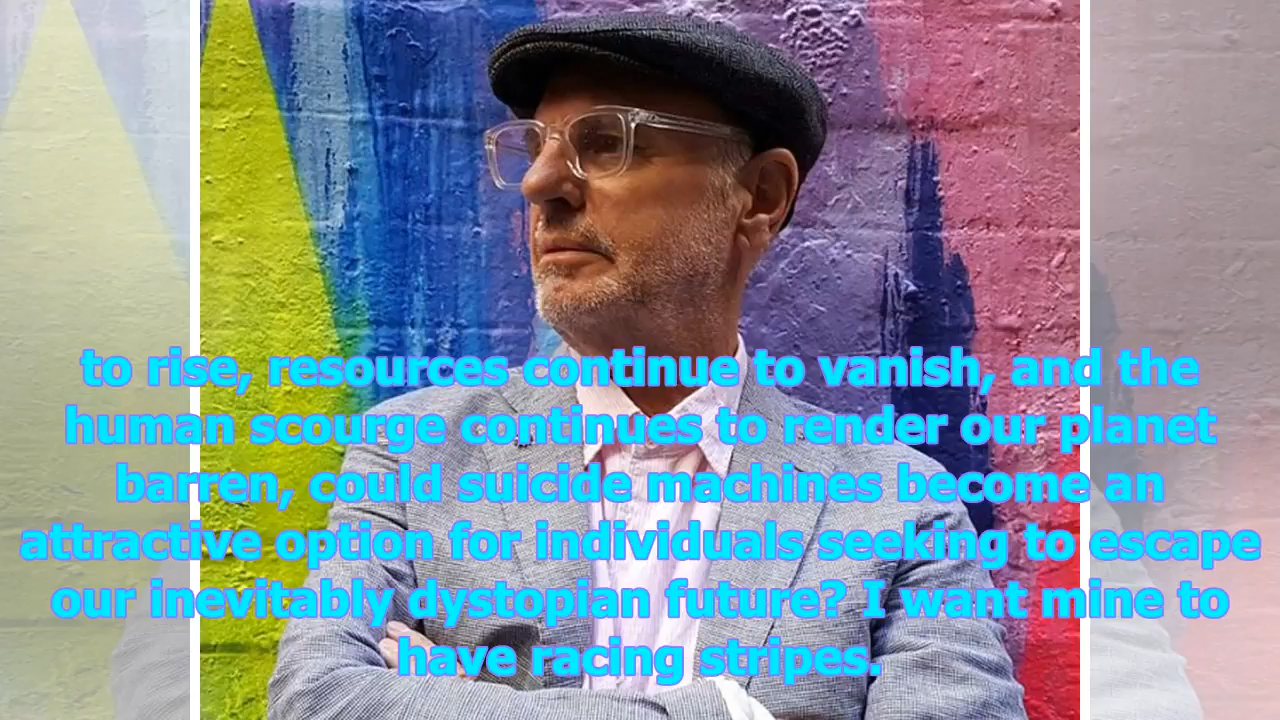 to rise, resources continue to vanish, and the
human scourge continues to render our planet
barren, could suicide machines become an
attractive option for individuals seeking to escape
our inevitably dystopian future? I want mine to
have racing stripes.